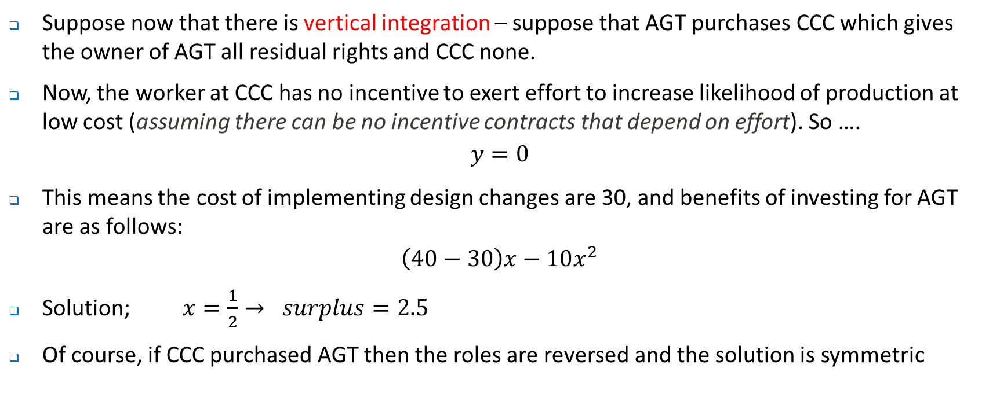 Suppose now that there is vertical integration – suppose that AGT purchases CCC which gives
the owner of AGT all residual rights and CCC none.
Now, the worker at CCC has no incentive to exert effort to increase likelihood of production at
low cost (assuming there can be no incentive contracts that depend on effort). So ....
y = 0
This means the cost of implementing design changes are 30, and benefits of investing for AGT
are as follows:
(40 − 30)x − 10x²
Solution; x = 1/2 → surplus = 2.5
Of course, if CCC purchased AGT then the roles are reversed and the solution is symmetric